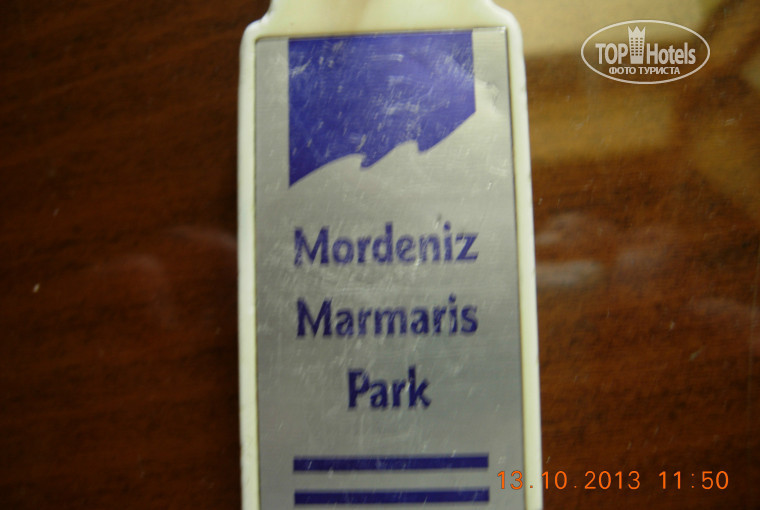 TOP Hotels
ФОТО ТУРИСТА
Mordeniz
Marmaris
Park
13.10.2013 11:50